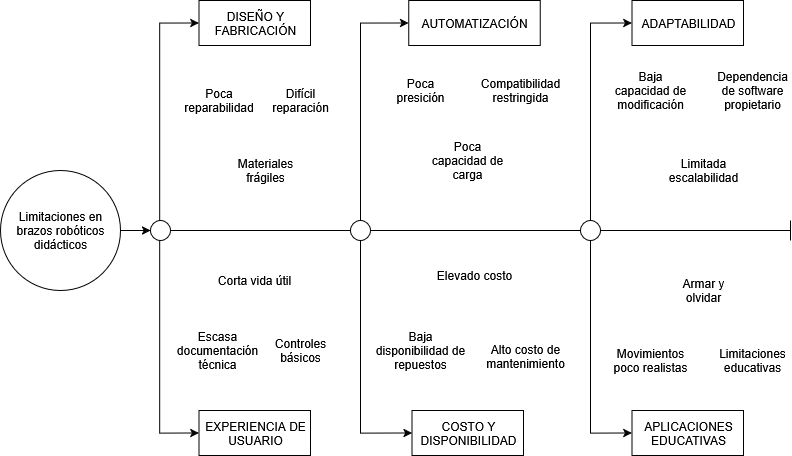 DISEÑO Y
FABRICACIÓN
AUTOMATIZACIÓN
ADAPTABILIDAD
Poca
reparabilidad
Difícil
reparación
Poca
presición
Compatibilidad
restringida
Baja
capacidad de
modificación
Dependencia
de software
propietario
Materiales
frágiles
Poca
capacidad de
carga
Limitada
escalabilidad
Limitaciones en
brazos robóticos
didácticos
Corta vida útil
Elevado costo
Armar y
olvidar
Escasa
documentación
técnica
Controles
básicos
Baja
disponibilidad de
repuestos
Alto costo de
mantenimiento
Movimientos
poco realistas
Limitaciones
educativas
EXPERIENCIA DE
USUARIO
COSTO Y
DISPONIBILIDAD
APLICACIONES
EDUCATIVAS